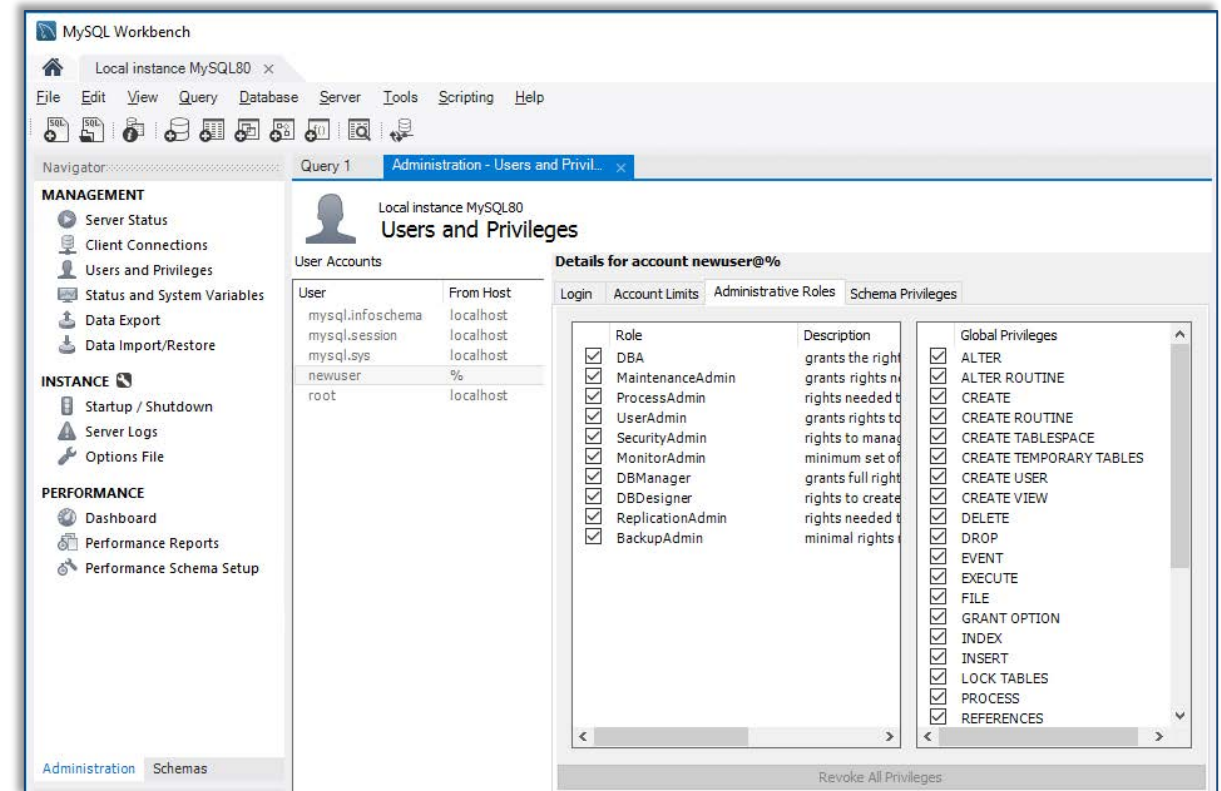 MySQL Workbench
Local instance MySQL80 ×
File Edit View Query Database Server Tools Scripting Help
Navigator
MANAGEMENT
Server Status
Client Connections
Users and Privileges
Status and System Variables
Data Export
Data Import/Restore
INSTANCE
Startup / Shutdown
Server Logs
Options File
PERFORMANCE
Dashboard
Performance Reports
Performance Schema Setup
Administration Schemas
Query 1 Administration - Users and Privil... ×
Local instance MySQL80
Users and Privileges
User Accounts
User From Host
mysql.infoschema localhost
mysql.session localhost
mysql.sys localhost
newuser %
root localhost
Details for account newuser@%
Login Account Limits Administrative Roles Schema Privileges
Role Description
DBA grants the right
MaintenanceAdmin grants rights n
ProcessAdmin rights needed t
UserAdmin grants rights to
SecurityAdmin rights to manag
MonitorAdmin minimum set of
DBManager grants full right
DBDesigner rights to create
ReplicationAdmin rights needed t
BackupAdmin minimal rights
Global Privileges
ALTER
ALTER ROUTINE
CREATE
CREATE ROUTINE
CREATE TABLESPACE
CREATE TEMPORARY TABLES
CREATE USER
CREATE VIEW
DELETE
DROP
EVENT
EXECUTE
FILE
GRANT OPTION
INDEX
INSERT
LOCK TABLES
PROCESS
REFERENCES
Revoke All Privileges